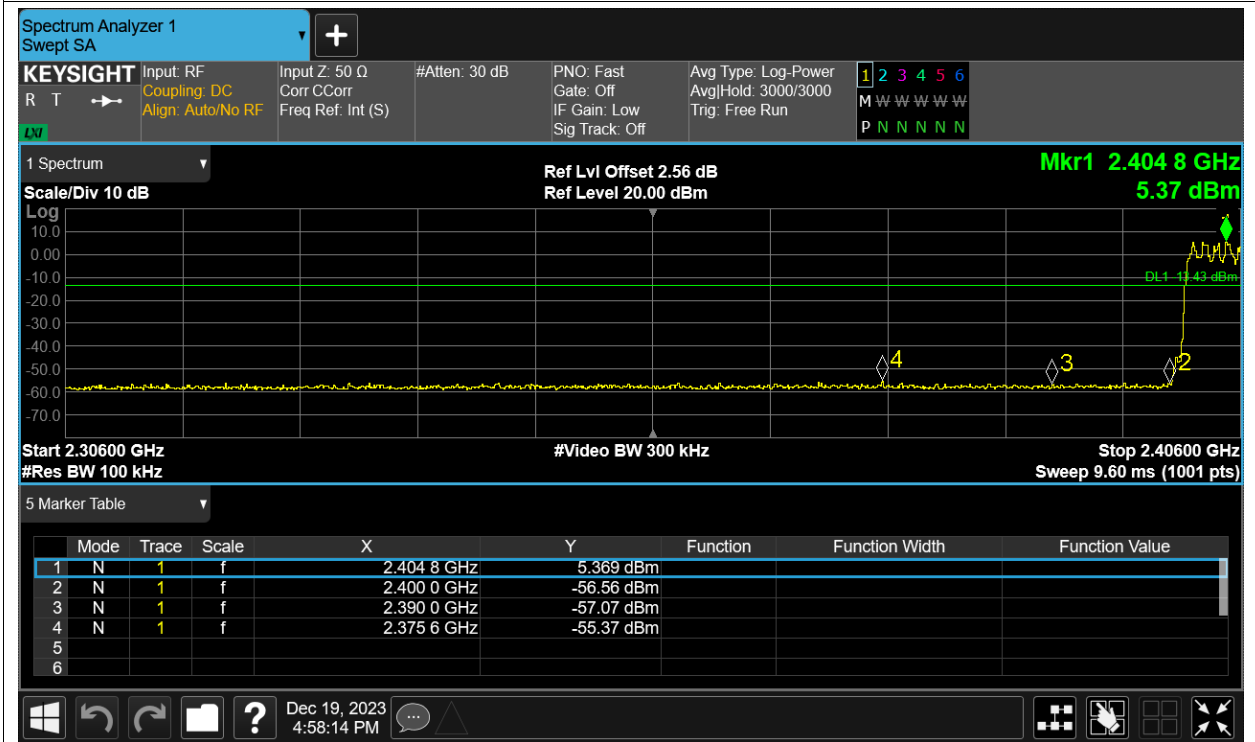 Spectrum Analyzer 1
Swept SA
KEYSIGHT
R T
LXI
Input: RF
Coupling: DC
Align: Auto/No RF
Input Z: 50 Ω
Corr CCorr
Freq Ref: Int (S)
#Atten: 30 dB
PNO: Fast
Gate: Off
IF Gain: Low
Sig Track: Off
Avg Type: Log-Power
Avg|Hold: 3000/3000
Trig: Free Run
1 2 3 4 5 6
M W W W W W
P N N N N N
1 Spectrum
Scale/Div 10 dB
Ref Lvl Offset 2.56 dB
Ref Level 20.00 dBm
Mkr1 2.404 8 GHz
5.37 dBm
Log
10.0
0.00
-10.0
-20.0
-30.0
-40.0
-50.0
-60.0
-70.0
4
3
2
Start 2.30600 GHz
#Res BW 100 kHz
#Video BW 300 kHz
Stop 2.40600 GHz
Sweep 9.60 ms (1001 pts)
5 Marker Table
Mode Trace Scale X Y Function Function Width Function Value
1 N 1 f 2.404 8 GHz 5.369 dBm
2 N 1 f 2.400 0 GHz -56.56 dBm
3 N 1 f 2.390 0 GHz -57.07 dBm
4 N 1 f 2.375 6 GHz -55.37 dBm
5
6
?
Dec 19, 2023
4:58:14 PM